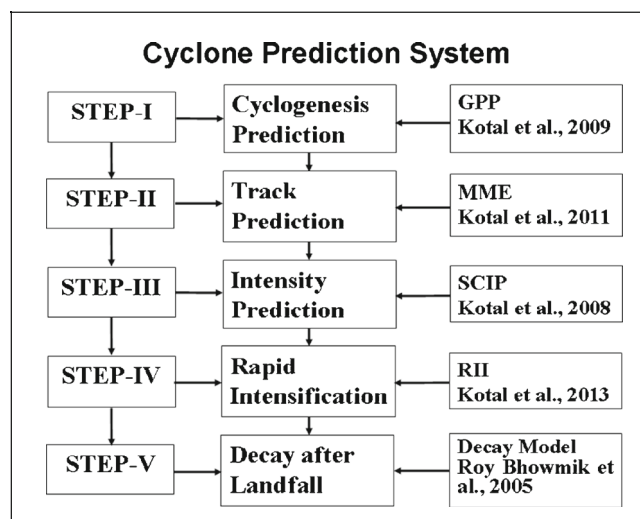 Cyclone Prediction System
STEP-I
Cyclogenesis
Prediction
GPP
Kotal et al., 2009
STEP-II
Track
Prediction
MME
Kotal et al., 2011
STEP-III
Intensity
Prediction
SCIP
Kotal et al., 2008
STEP-IV
Rapid
Intensification
RII
Kotal et al., 2013
STEP-V
Decay after
Landfall
Decay Model
Roy Bhowmik et
al., 2005